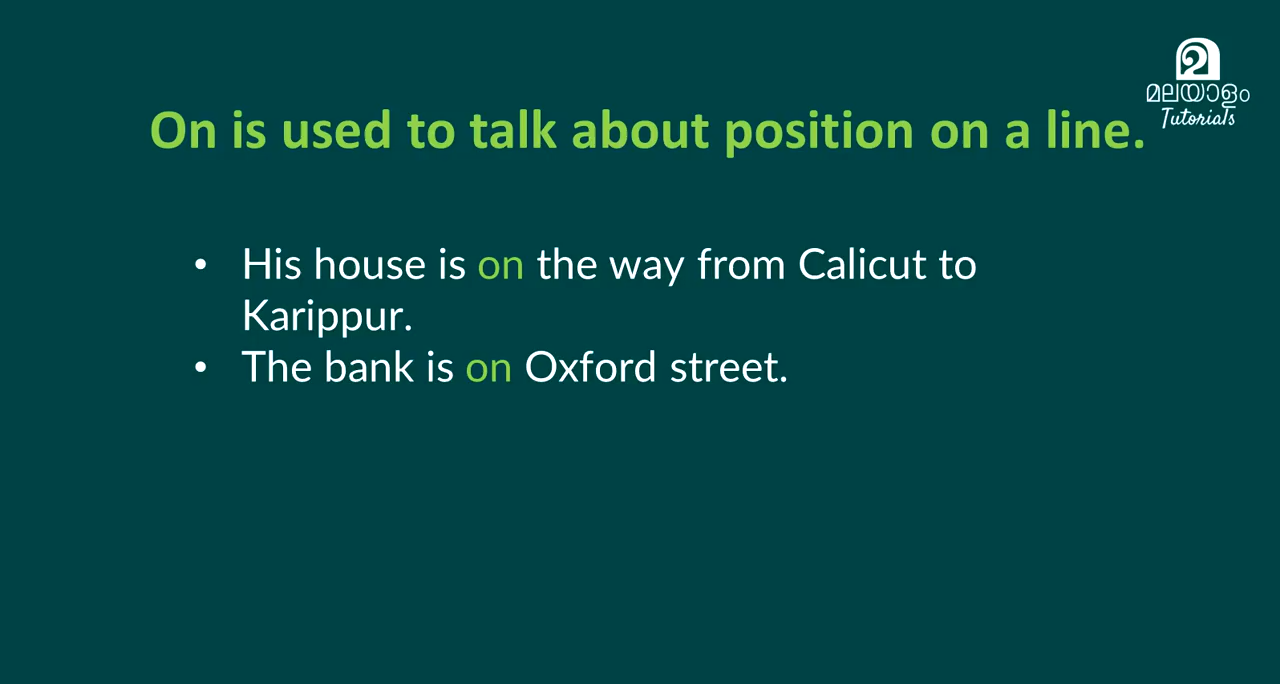 മ
മലയാളം
Tutorials
On is used to talk about position on a line.
• His house is on the way from Calicut to
Karippur.
• The bank is on Oxford street.